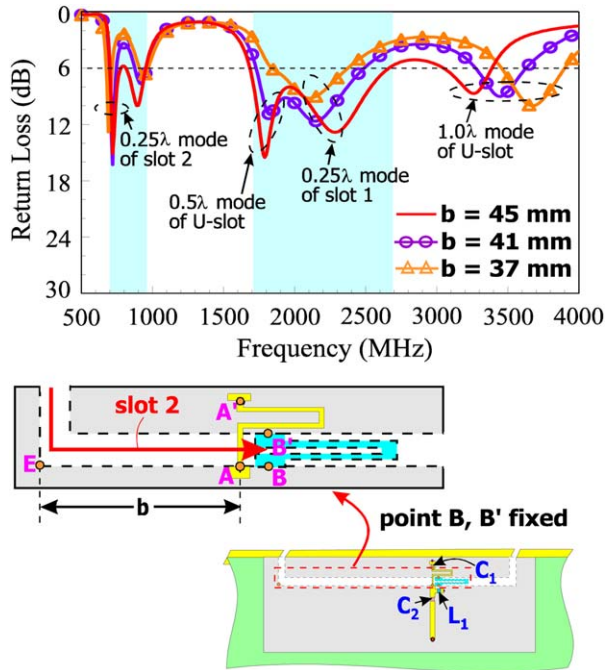 0
6
12
18
24
30
Return Loss (dB)
0.25λ mode
of slot 2
0.5λ mode
of U-slot
0.25λ mode
of slot 1
1.0λ mode
of U-slot
b = 45 mm
b = 41 mm
b = 37 mm
500 1000 1500 2000 2500 3000 3500 4000
Frequency (MHz)
slot 2
A'
B'
E
A
B
b
point B, B' fixed
C1
C2
L1